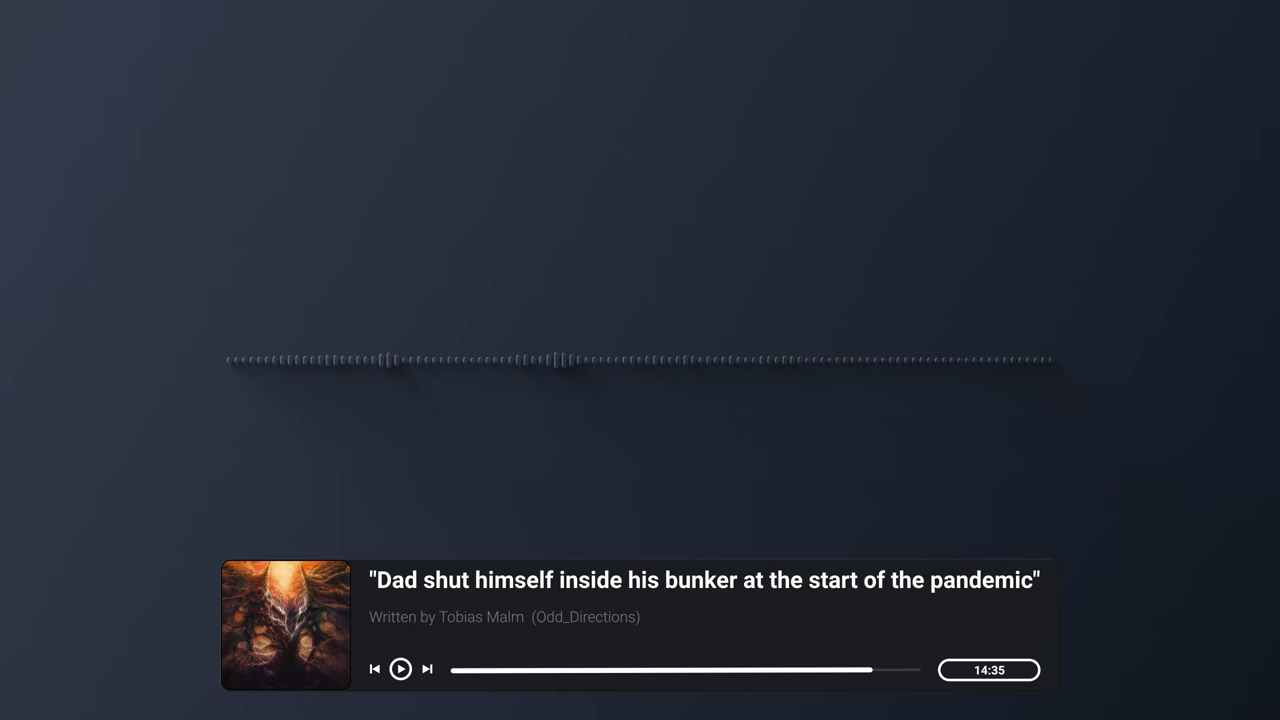 "Dad shut himself inside his bunker at the start of the pandemic"
Written by Tobias Malm (Odd_Directions)
14:35